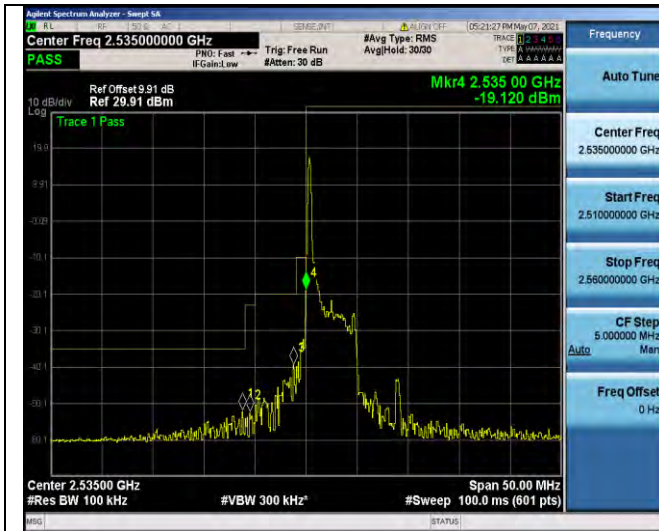 Agilent Spectrum Analyzer - Swept SA
RL RF 50 Ω AC SENSE:INT ALIGN OFF 05:21:27 PM May 07, 2021
Center Freq 2.535000000 GHz
PASS
PNO: Fast
IFGain:Low
Trig: Free Run
#Atten: 30 dB
#Avg Type: RMS
Avg|Hold: 30/30
TRACE 1 2 3 4 5 6
TYPE A
DET A A A A A A
Ref Offset 9.91 dB
10 dB/div Ref 29.91 dBm
Log
Mkr4 2.535 00 GHz
-19.120 dBm
Trace 1 Pass
19.9
9.91
-0.09
-10.1
-20.1
-30.1
-40.1
-50.1
-60.1
1 2
3
4
Center 2.53500 GHz
Span 50.00 MHz
#Res BW 100 kHz
#VBW 300 kHz*
#Sweep 100.0 ms (601 pts)
MSG
STATUS
Frequency
Auto Tune
Center Freq
2.535000000 GHz
Start Freq
2.510000000 GHz
Stop Freq
2.560000000 GHz
CF Step
5.000000 MHz
Auto Man
Freq Offset
0 Hz